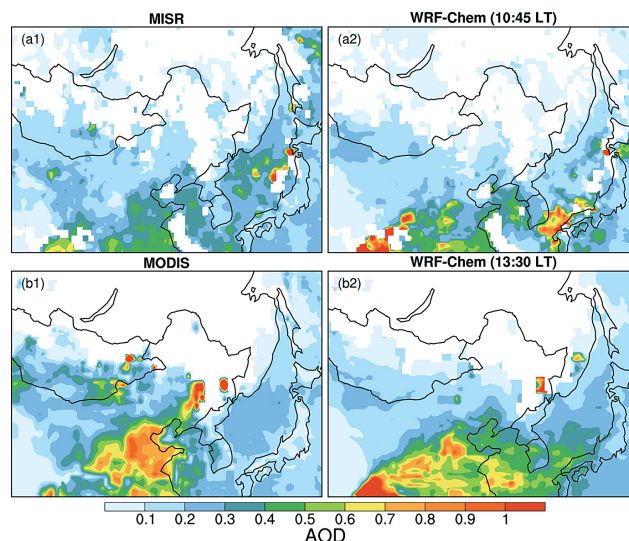 MISR
WRF-Chem (10:45 LT)
(a1)
(a2)
MODIS
WRF-Chem (13:30 LT)
(b1)
(b2)
0.1 0.2 0.3 0.4 0.5 0.6 0.7 0.8 0.9 1
AOD